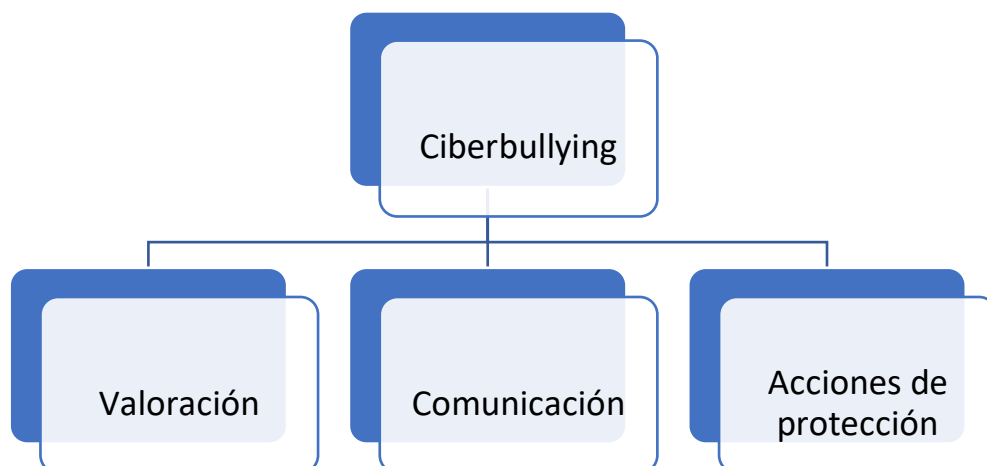 Ciberbullying
Valoración
Comunicación
Acciones de
protección